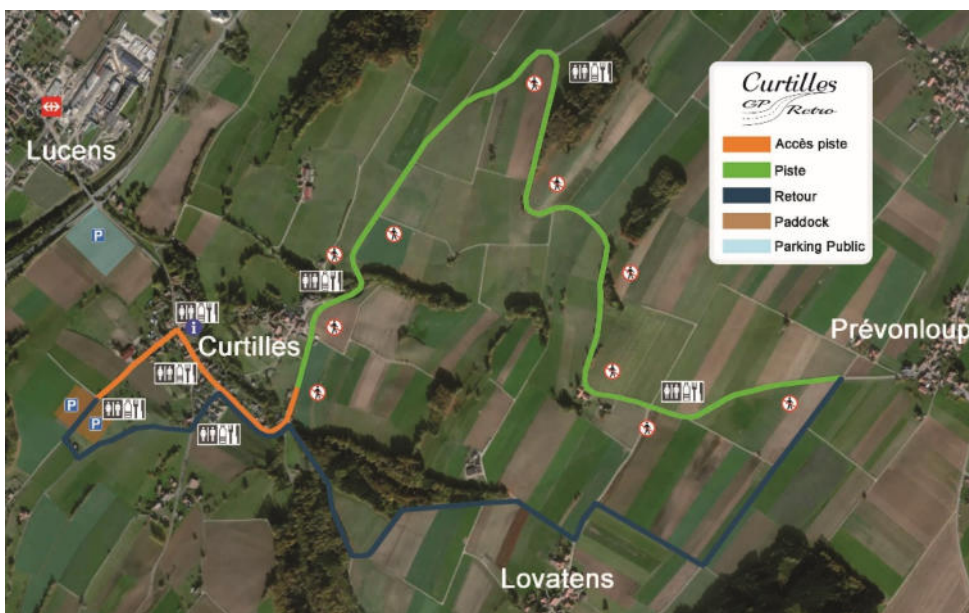 Curtilles
GP Retro
Accès piste
Piste
Retour
Paddock
Parking Public
Lucens
P
i
Curtilles
Prévonloup
P
P
Lovatens